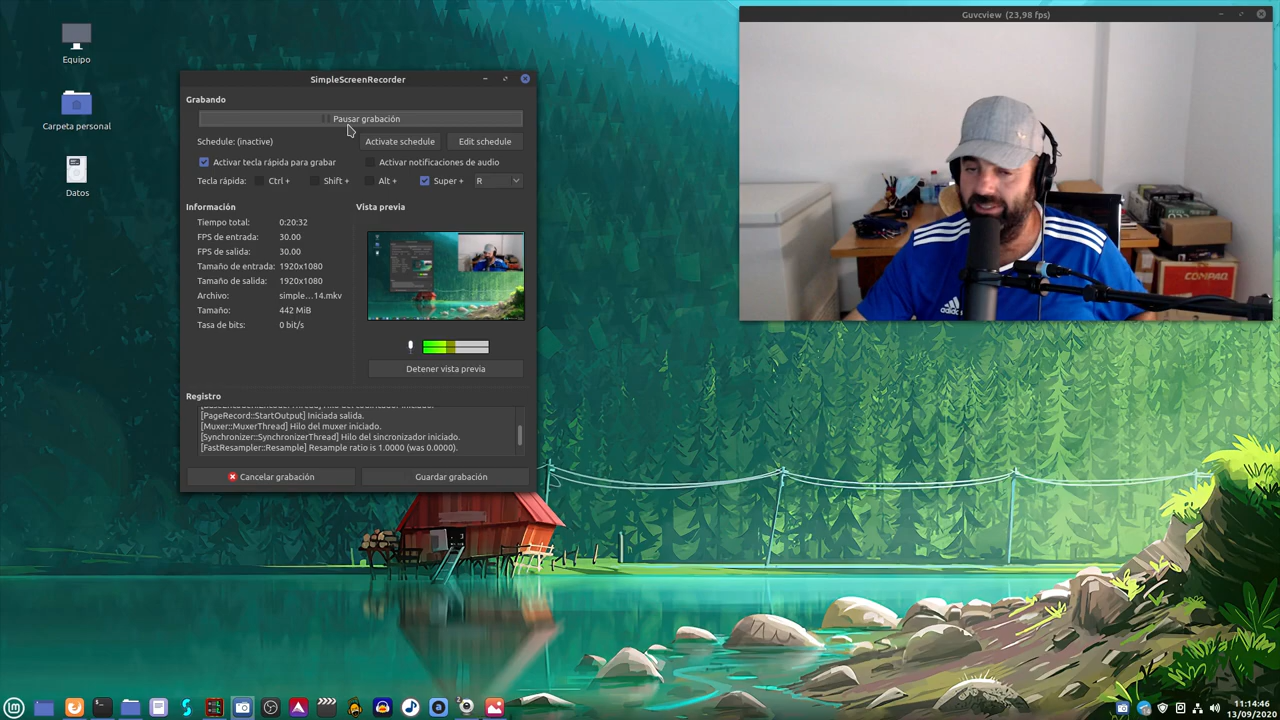 Guvcview (23,98 fps)
Equipo
Carpeta personal
Datos
SimpleScreenRecorder
Grabando
Pausar grabación
Schedule: (inactive)
Activate schedule
Edit schedule
Activar tecla rápida para grabar
Activar notificaciones de audio
Tecla rápida:
Ctrl +
Shift +
Alt +
Super +
R
Información
Tiempo total: 0:20:32
FPS de entrada: 30.00
FPS de salida: 30.00
Tamaño de entrada: 1920x1080
Tamaño de salida: 1920x1080
Archivo: simple...14.mkv
Tamaño: 442 MiB
Tasa de bits: 0 bit/s
Vista previa
Detener vista previa
Registro
[PageRecord::StartOutput] Iniciada salida.
[Muxer::MuxerThread] Hilo del muxer iniciado.
[Synchronizer::SynchronizerThread] Hilo del sincronizador iniciado.
[FastResampler::Resample] Resample ratio is 1.0000 (was 0.0000).
Cancelar grabación
Guardar grabación
COMPAQ
adidas
11:14:46
13/09/2020